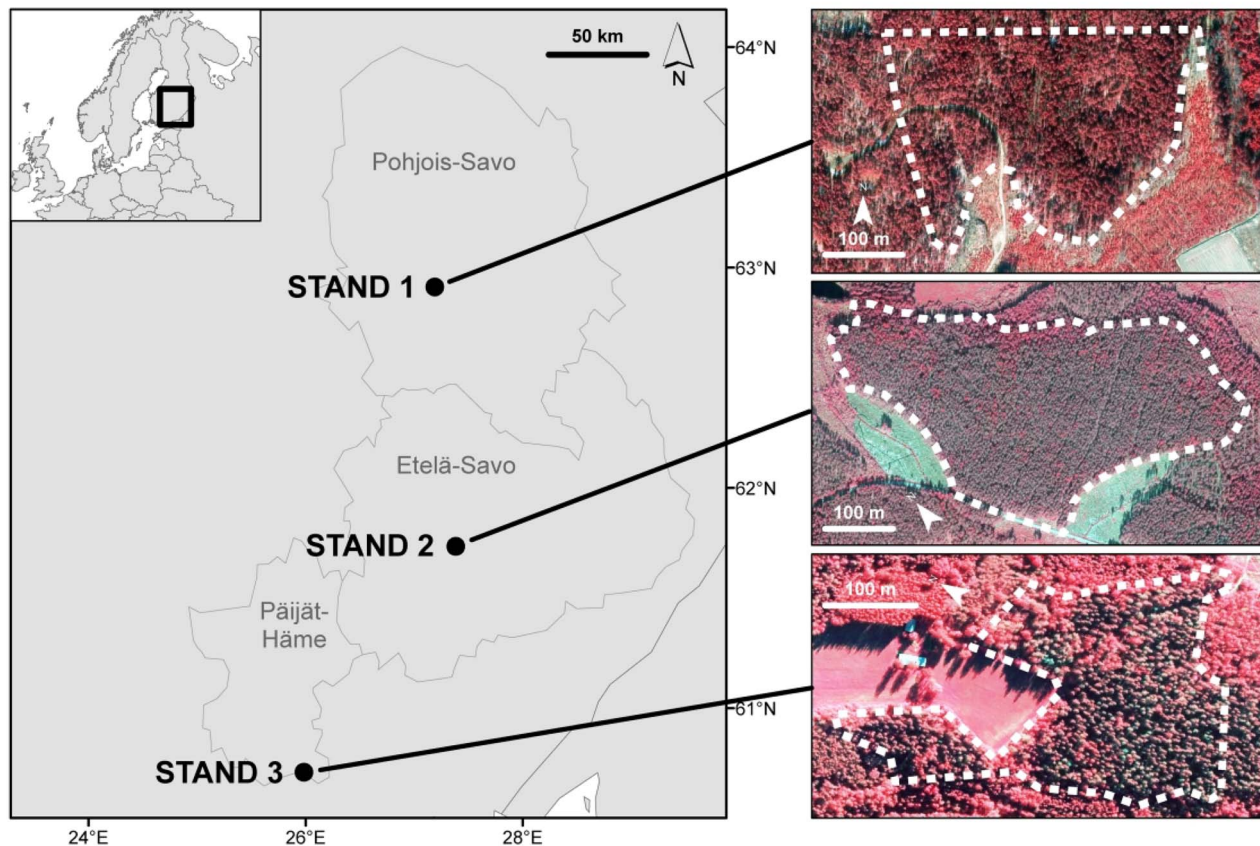 50 km
N
64°N
Pohjois-Savo
100 m
63°N
STAND 1
Etelä-Savo
62°N
100 m
STAND 2
100 m
Päijät-
Häme
61°N
STAND 3
24°E
26°E
28°E